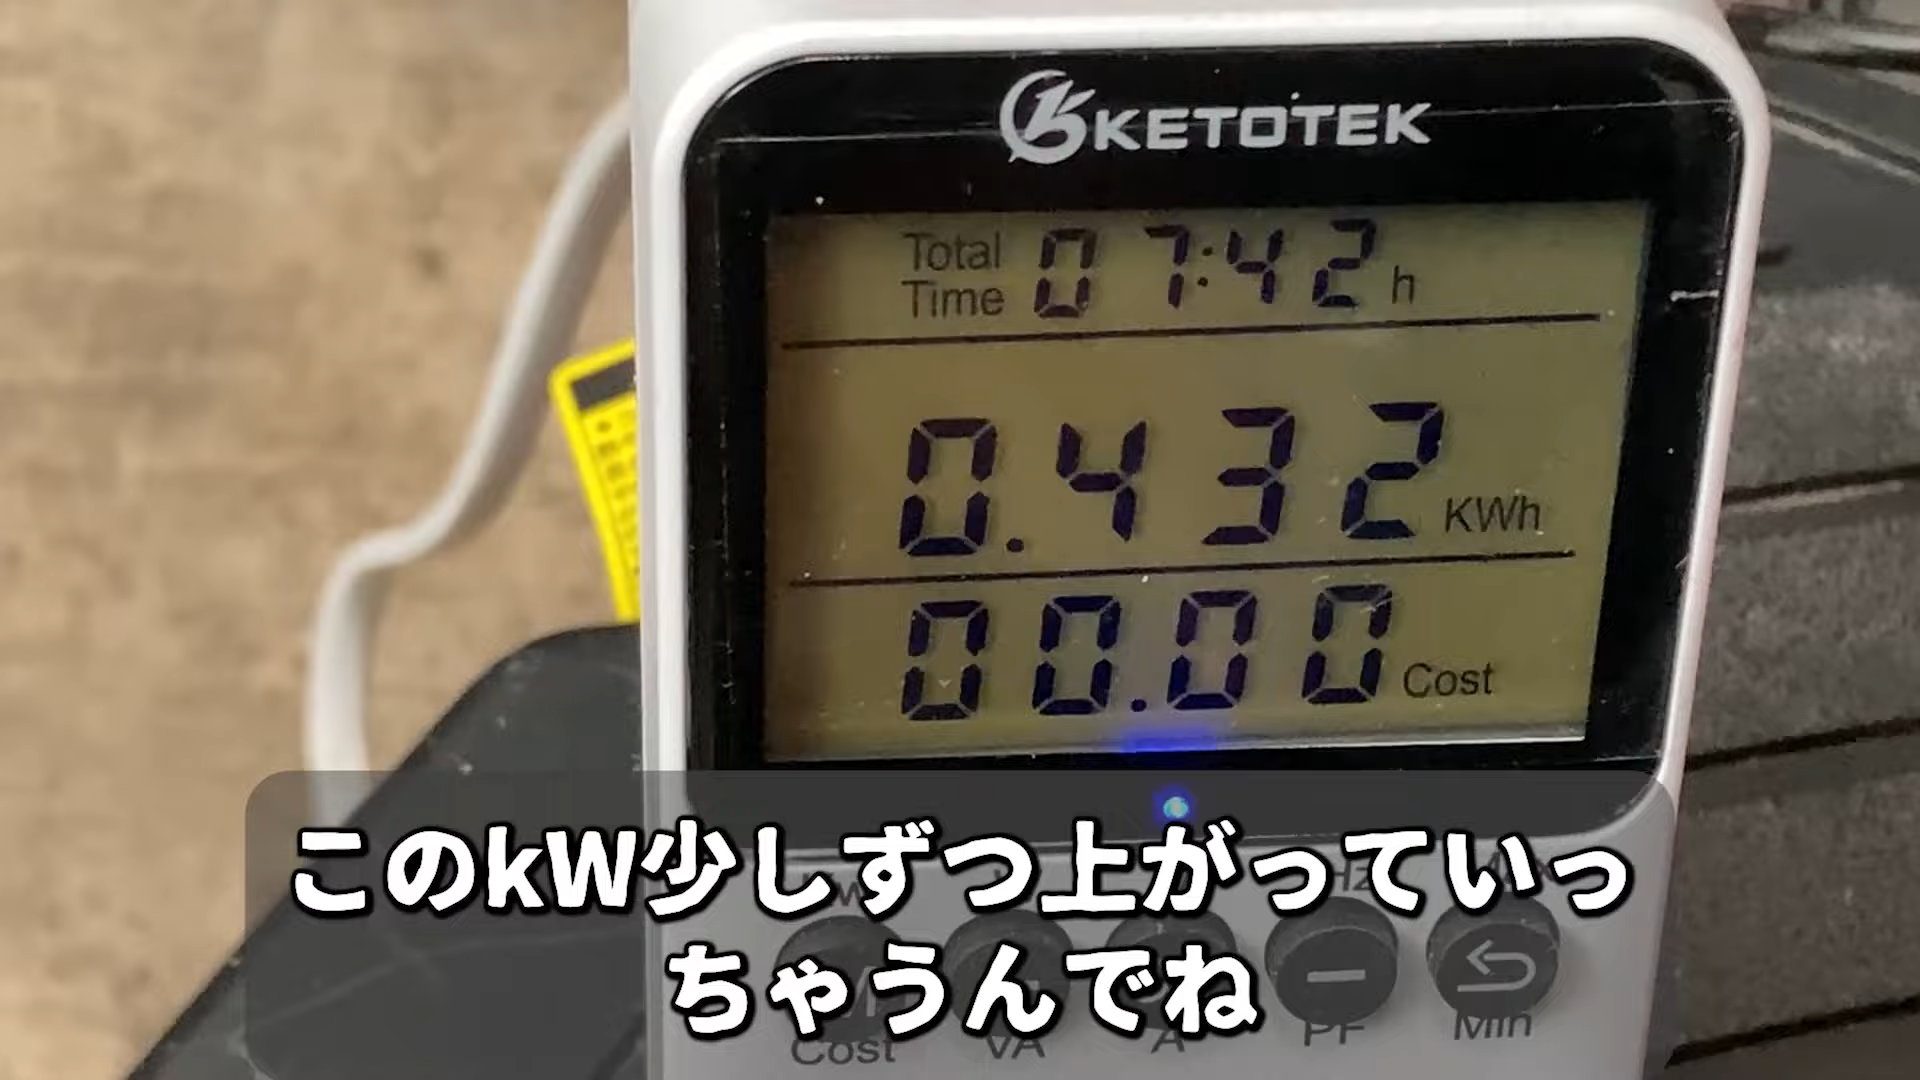 KETOTEK
Total Time 07:42 h
0.432 KWh
00.00 Cost
このkW少しずつ上がっていっ
ちゃうんでね
Hz
Cost VA A PF Min